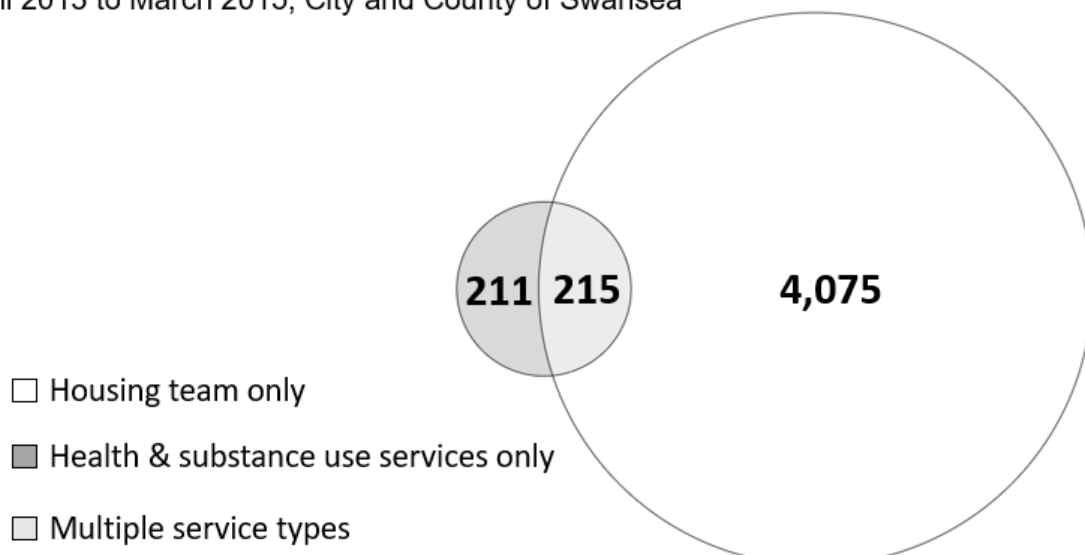 2013 to March 2015, City and County of Swansea
211 215 4,075
Housing team only
Health & substance use services only
Multiple service types